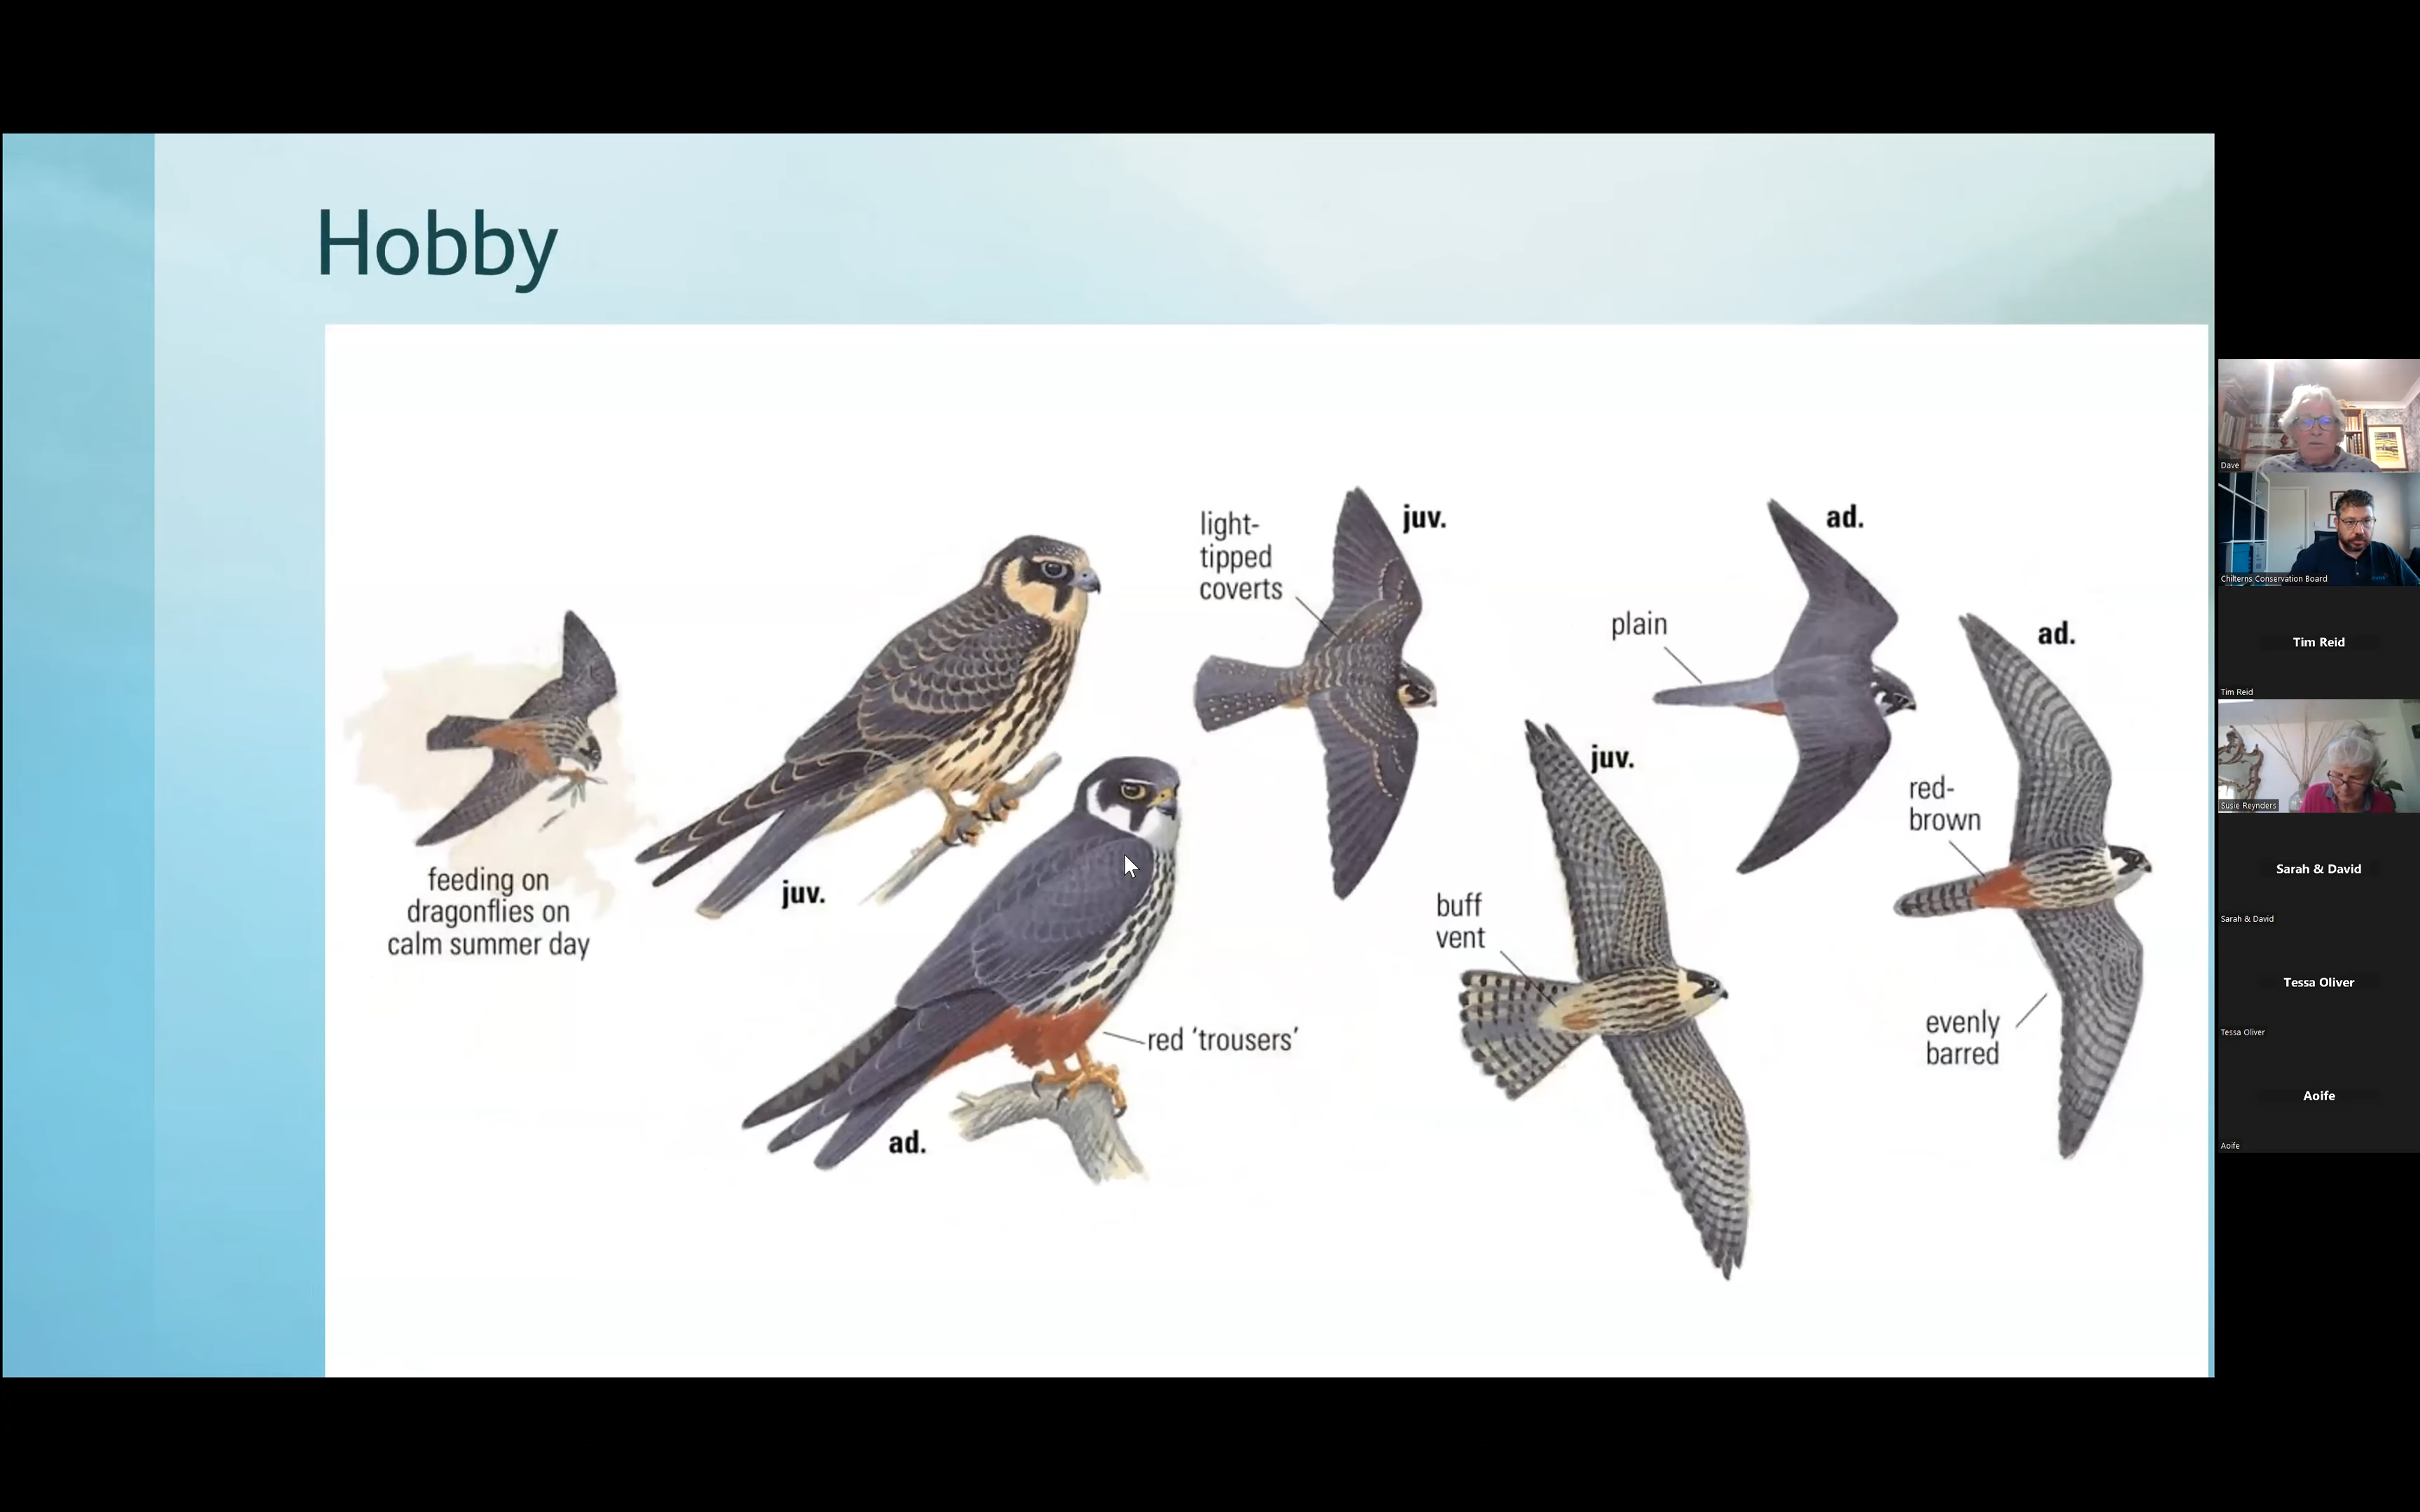 Hobby
light-
tipped
coverts
juv.
ad.
plain
ad.
juv.
red-
brown
feeding on
dragonflies on
calm summer day
juv.
buff
vent
evenly
barred
red ‘trousers’
ad.
Dave
Chilterns Conservation Board
Tim Reid
Tim Reid
Susie Reynders
Sarah & David
Sarah & David
Tessa Oliver
Tessa Oliver
Aoife
Aoife